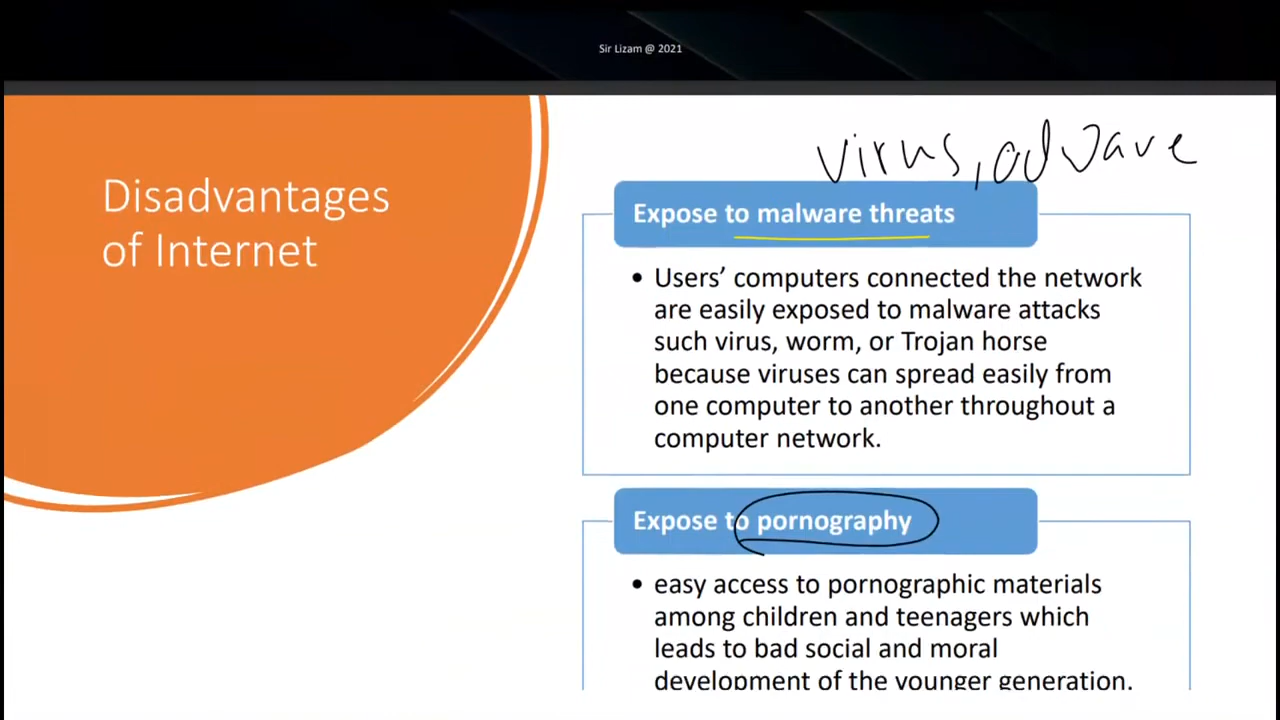 Sir Lizam @ 2021
virus, adware
Disadvantages
of Internet
Expose to malware threats
• Users’ computers connected the network
are easily exposed to malware attacks
such virus, worm, or Trojan horse
because viruses can spread easily from
one computer to another throughout a
computer network.
Expose to pornography
• easy access to pornographic materials
among children and teenagers which
leads to bad social and moral
development of the younger generation.